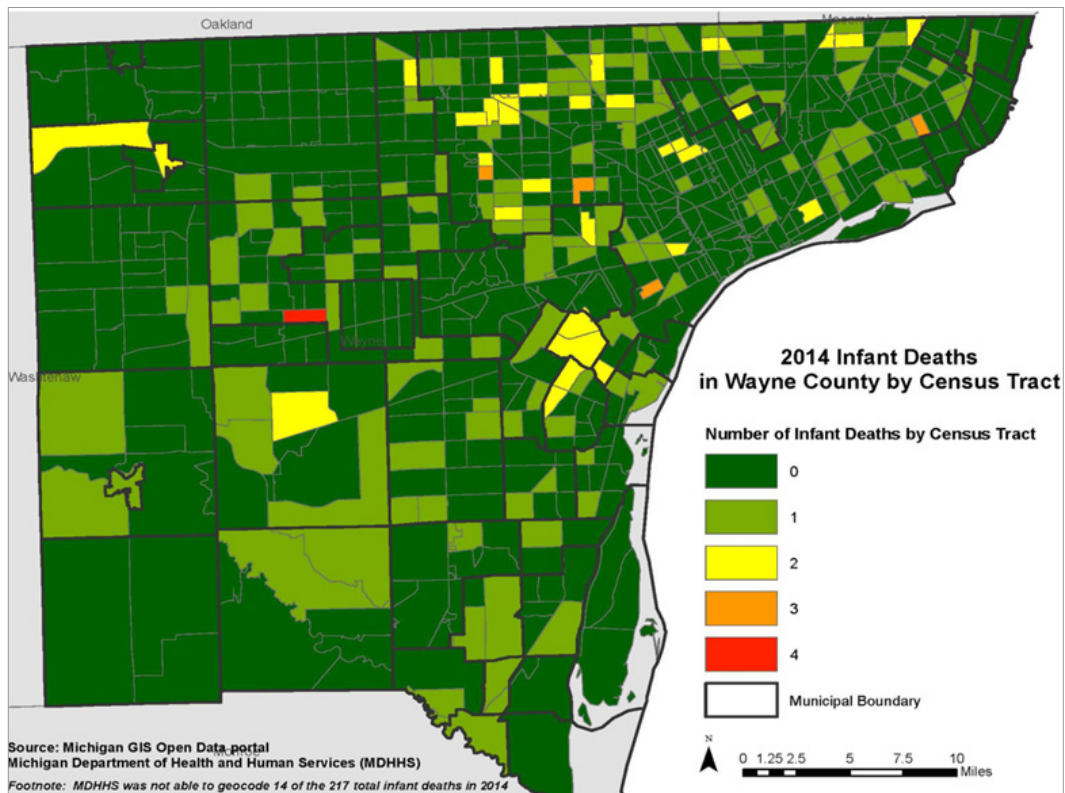 Oakland
Macomb
Wayne
Washtenaw
2014 Infant Deaths
in Wayne County by Census Tract
Number of Infant Deaths by Census Tract
0
1
2
3
4
Municipal Boundary
N
0 1.25 2.5 5 7.5 10
Miles
Monroe
Source: Michigan GIS Open Data portal
Michigan Department of Health and Human Services (MDHHS)
Footnote: MDHHS was not able to geocode 14 of the 217 total infant deaths in 2014